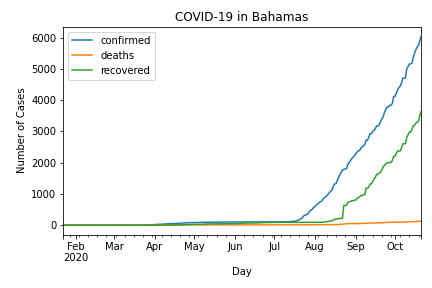 COVID-19 in Bahamas
confirmed
deaths
recovered
Number of Cases
6000
5000
4000
3000
2000
1000
0
Feb Mar Apr May Jun Jul Aug Sep Oct
2020
Day